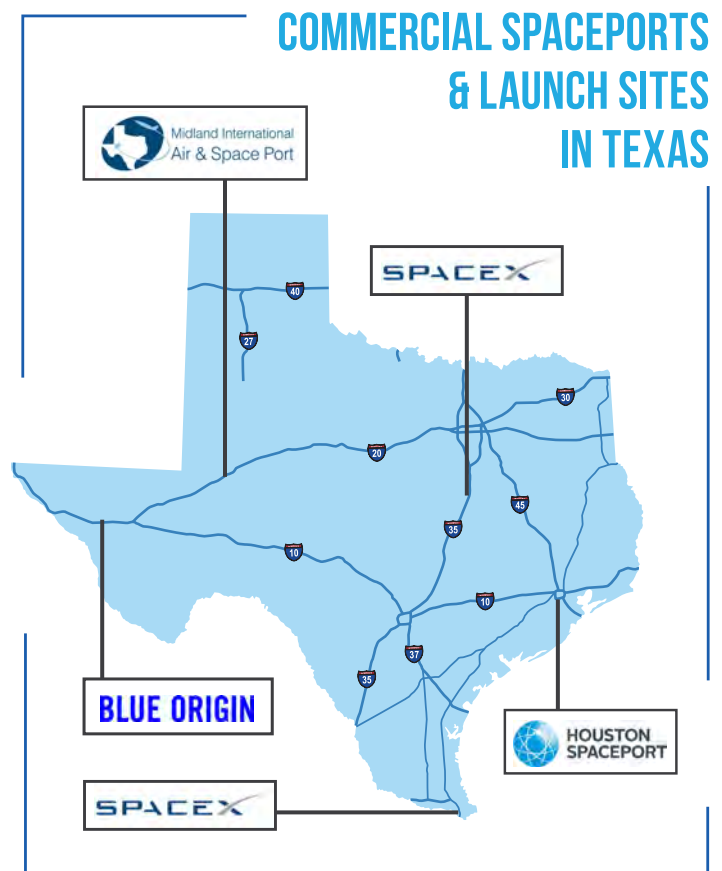 COMMERCIAL SPACEPORTS
& LAUNCH SITES
IN TEXAS
Midland International
Air & Space Port
SPACEX
40
27
30
20
45
35
10
10
37
35
BLUE ORIGIN
HOUSTON
SPACEPORT
SPACEX